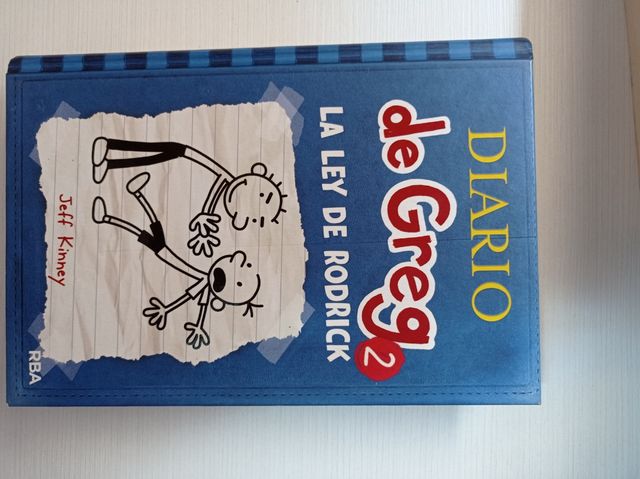 DIARIO
de Greg 2
LA LEY DE RODRICK
Jeff Kinney
RBA